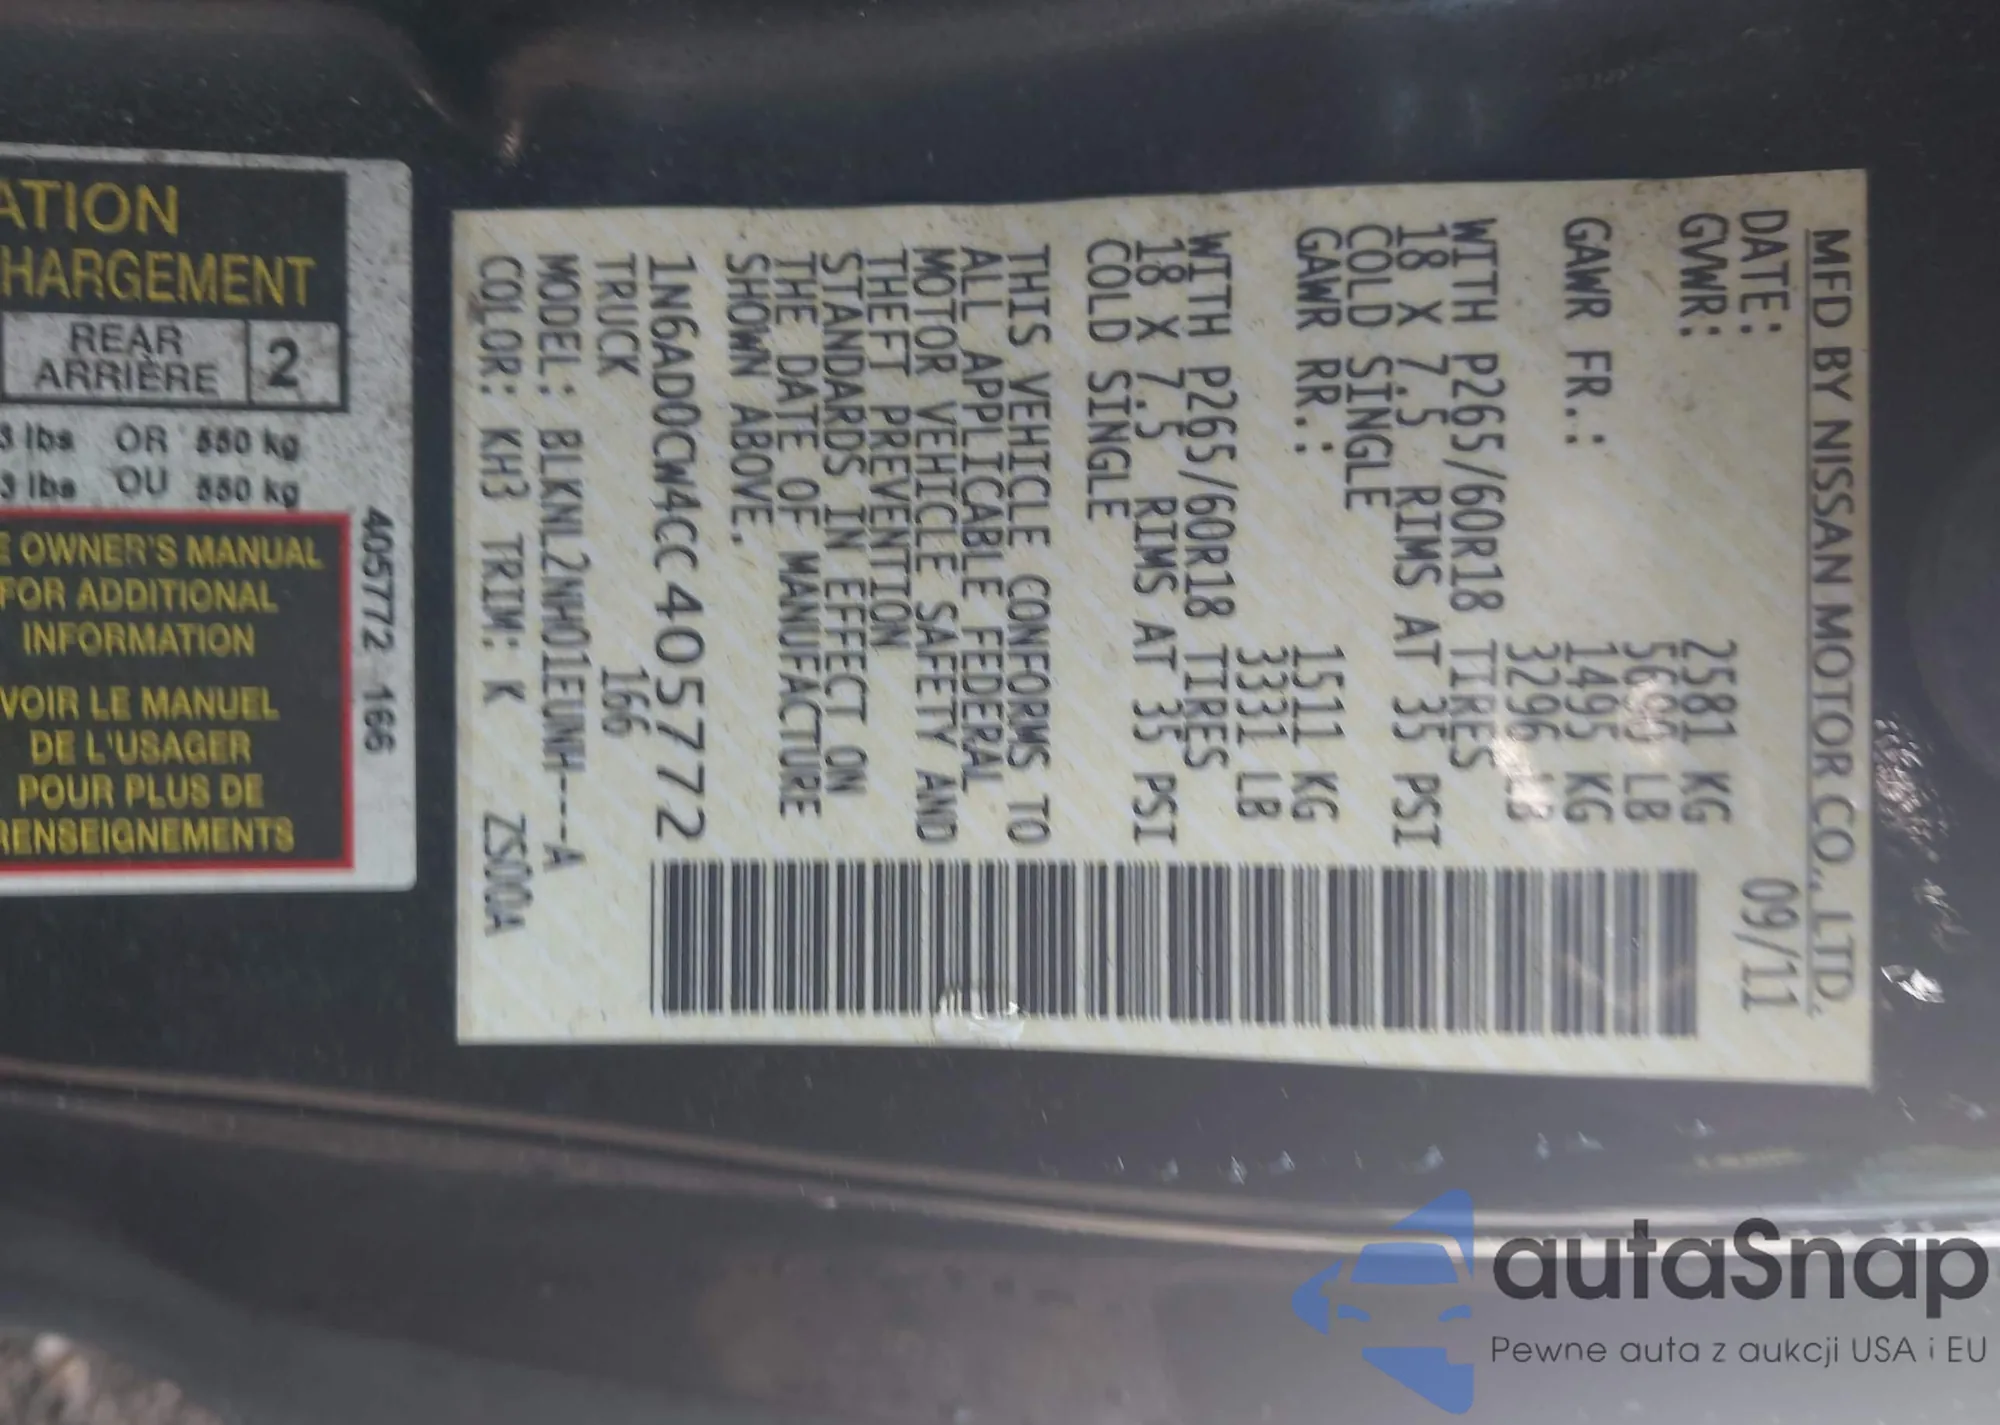 MFD BY NISSAN MOTOR CO., LTD.
DATE: 09/11
GVWR: 2581 KG
5690 LB
GAWR FR.: 1495 KG
3296 LB
WITH P265/60R18 TIRES
18 X 7.5 RIMS AT 35 PSI
COLD SINGLE
GAWR RR.: 1511 KG
3331 LB
WITH P265/60R18 TIRES
18 X 7.5 RIMS AT 35 PSI
COLD SINGLE
THIS VEHICLE CONFORMS TO
ALL APPLICABLE FEDERAL
MOTOR VEHICLE SAFETY AND
THEFT PREVENTION
STANDARDS IN EFFECT ON
THE DATE OF MANUFACTURE
SHOWN ABOVE.
1N6AD0CW4CC405772
TRUCK 166
MODEL: BLKNL2NHO1EUNH---A
COLOR: KH3 TRIM: K ZS00A
ATION
HARGEMENT
REAR
ARRIÈRE 2
3 lbs OR 550 kg
3 lbs OU 550 kg
E OWNER'S MANUAL
FOR ADDITIONAL
INFORMATION
VOIR LE MANUEL
DE L'USAGER
POUR PLUS DE
RENSEIGNEMENTS
405772 166
autaSnap
Pewne auta z aukcji USA i EU